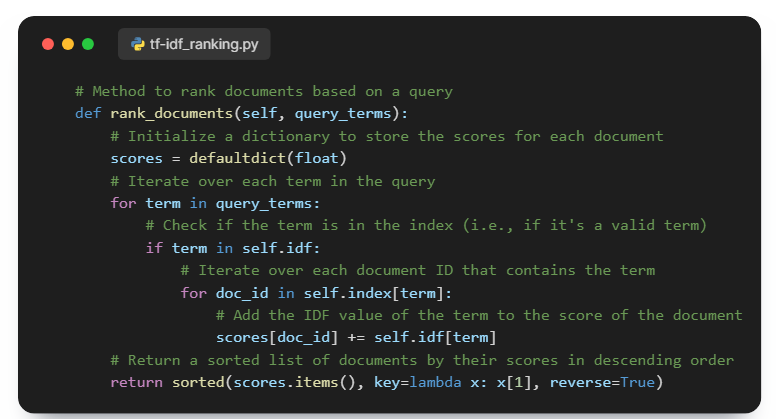 tf-idf_ranking.py
# Method to rank documents based on a query
def rank_documents(self, query_terms):
# Initialize a dictionary to store the scores for each document
scores = defaultdict(float)
# Iterate over each term in the query
for term in query_terms:
# Check if the term is in the index (i.e., if it's a valid term)
if term in self.idf:
# Iterate over each document ID that contains the term
for doc_id in self.index[term]:
# Add the IDF value of the term to the score of the document
scores[doc_id] += self.idf[term]
# Return a sorted list of documents by their scores in descending order
return sorted(scores.items(), key=lambda x: x[1], reverse=True)